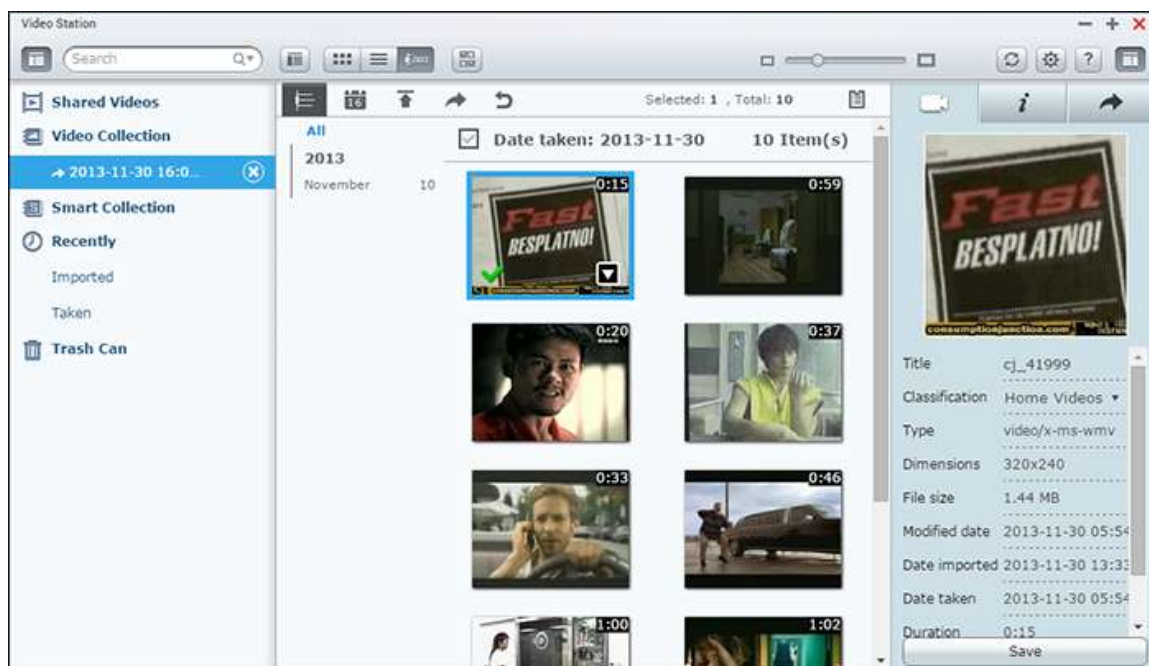 Video Station
Search
Shared Videos
Video Collection
2013-11-30 16:0...
Smart Collection
Recently
Imported
Taken
Trash Can
16
Selected: 1 , Total: 10
All
2013
November 10
Date taken: 2013-11-30 10 Item(s)
0:15
Fast
BESPLATNO!
0:59
0:20
0:37
0:33
0:46
1:00
1:02
i
Fast
BESPLATNO!
consumptionjunction.com
Title cj_41999
Classification Home Videos
Type video/x-ms-wmv
Dimensions 320x240
File size 1.44 MB
Modified date 2013-11-30 05:54
Date imported 2013-11-30 13:33
Date taken 2013-11-30 05:54
Duration 0:15
Save